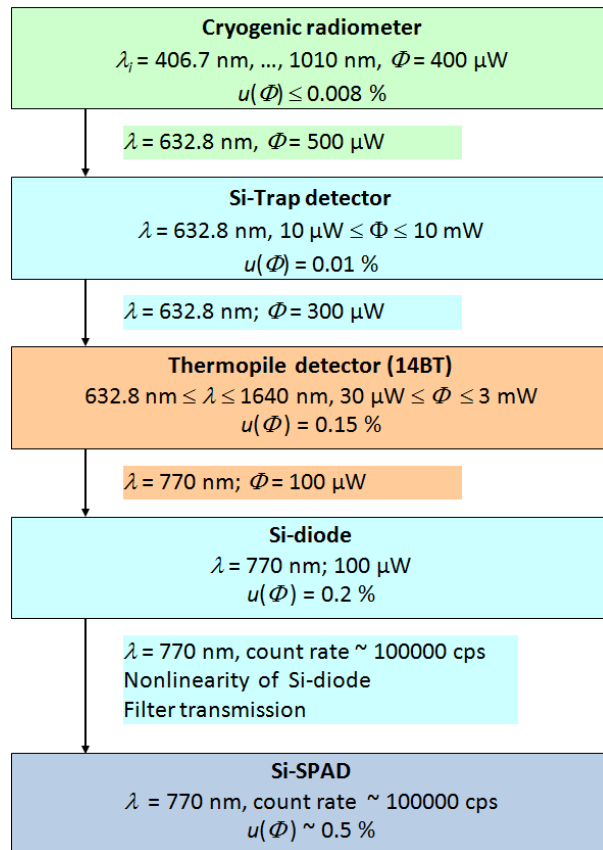 Cryogenic radiometer
λi = 406.7 nm, ..., 1010 nm, Φ = 400 µW
u(Φ) ≤ 0.008 %
λ = 632.8 nm, Φ = 500 µW
Si-Trap detector
λ = 632.8 nm, 10 µW ≤ Φ ≤ 10 mW
u(Φ) = 0.01 %
λ = 632.8 nm; Φ = 300 µW
Thermopile detector (14BT)
632.8 nm ≤ λ ≤ 1640 nm, 30 µW ≤ Φ ≤ 3 mW
u(Φ) = 0.15 %
λ = 770 nm; Φ = 100 µW
Si-diode
λ = 770 nm; 100 µW
u(Φ) = 0.2 %
λ = 770 nm, count rate ~ 100000 cps
Nonlinearity of Si-diode
Filter transmission
Si-SPAD
λ = 770 nm, count rate ~ 100000 cps
u(Φ) ~ 0.5 %